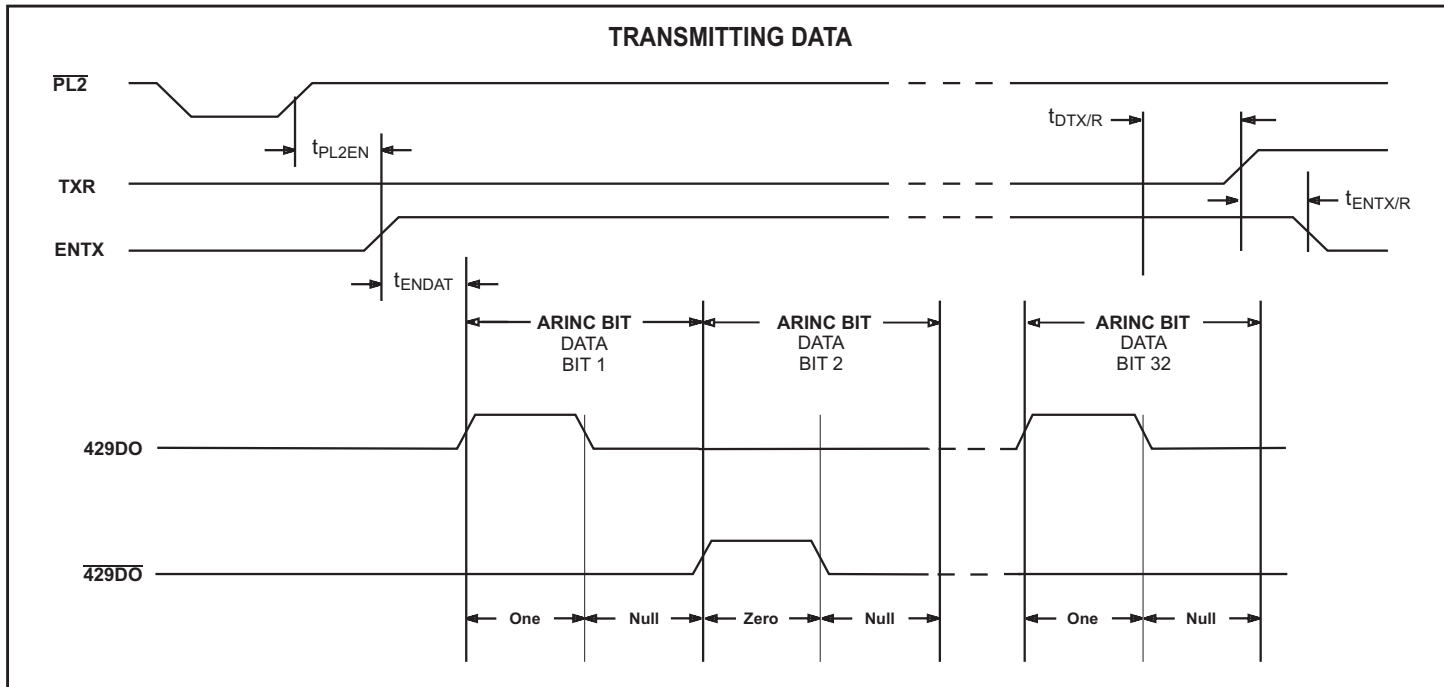 TRANSMITTING DATA
PL2
tDTX/R
tPL2EN
TXR
tENTX/R
ENTX
tENDAT
ARINC BIT
DATA
BIT 1
ARINC BIT
DATA
BIT 2
ARINC BIT
DATA
BIT 32
429DO
429DO
One
Null
Zero
Null
One
Null